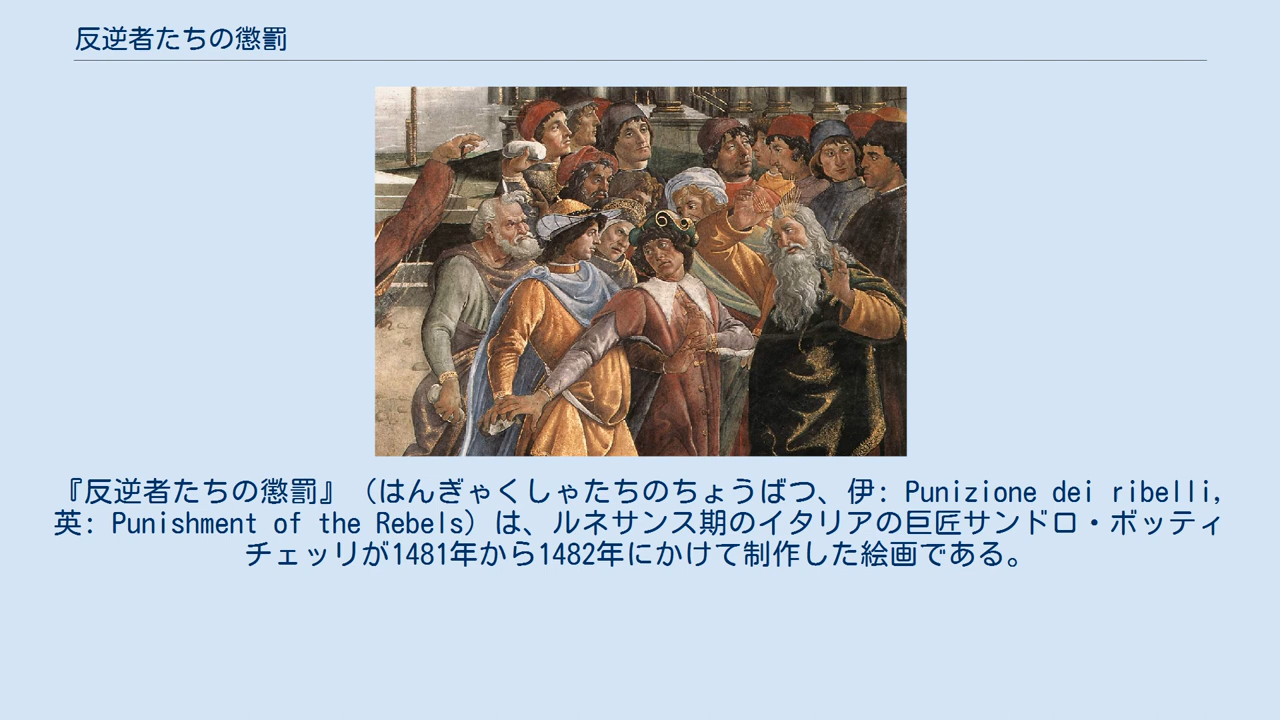 反逆者たちの懲罰
『反逆者たちの懲罰』（はんぎゃくしゃたちのちょうばつ、伊: Punizione dei ribelli,
英: Punishment of the Rebels）は、ルネサンス期のイタリアの巨匠サンドロ・ボッティ
チェッリが1481年から1482年にかけて制作した絵画である。